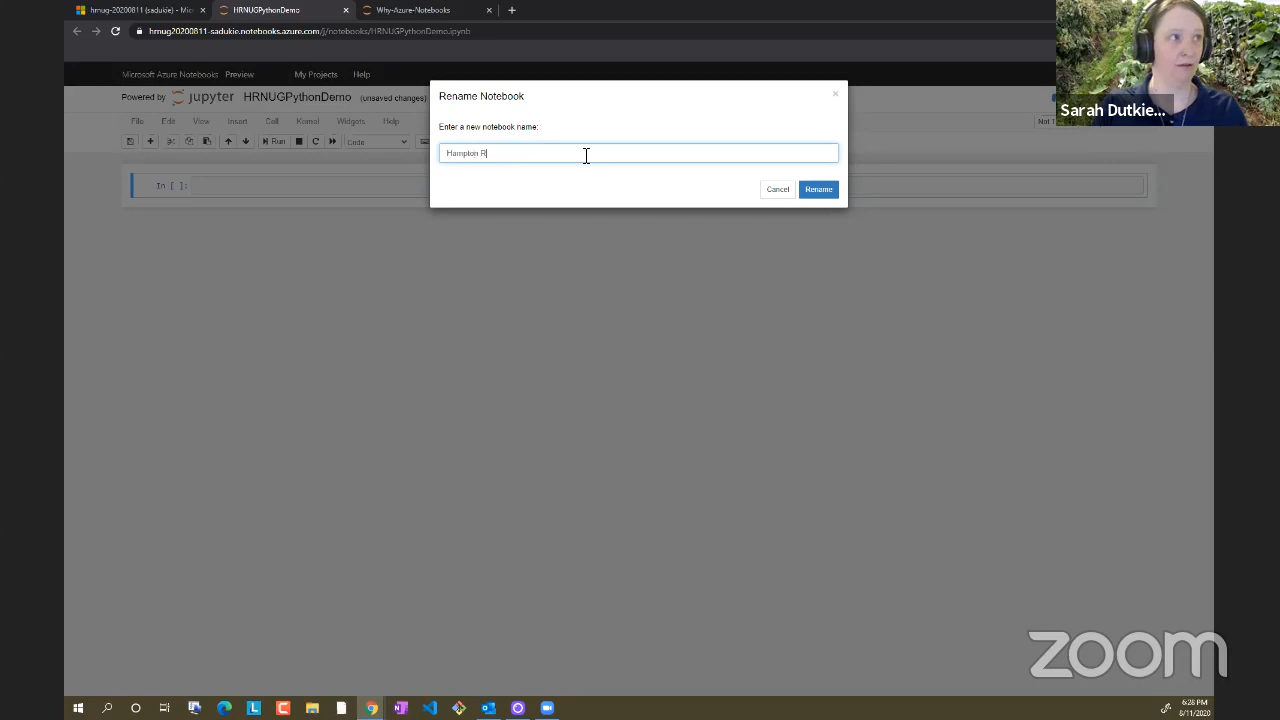 hrnug-20200811 (sadukie) - Mic
HRNUGPythonDemo
Why-Azure-Notebooks
hrnug20200811-sadukie.notebooks.azure.com/j/notebooks/HRNUGPythonDemo.ipynb
Microsoft Azure Notebooks Preview My Projects Help
Powered by jupyter HRNUGPythonDemo (unsaved changes)
File Edit View Insert Cell Kernel Widgets Help
Not T
Run Code
In [ ]:
Rename Notebook
Enter a new notebook name:
Hampton R
Cancel Rename
Sarah Dutkie...
zoom
6:28 PM
8/11/2020